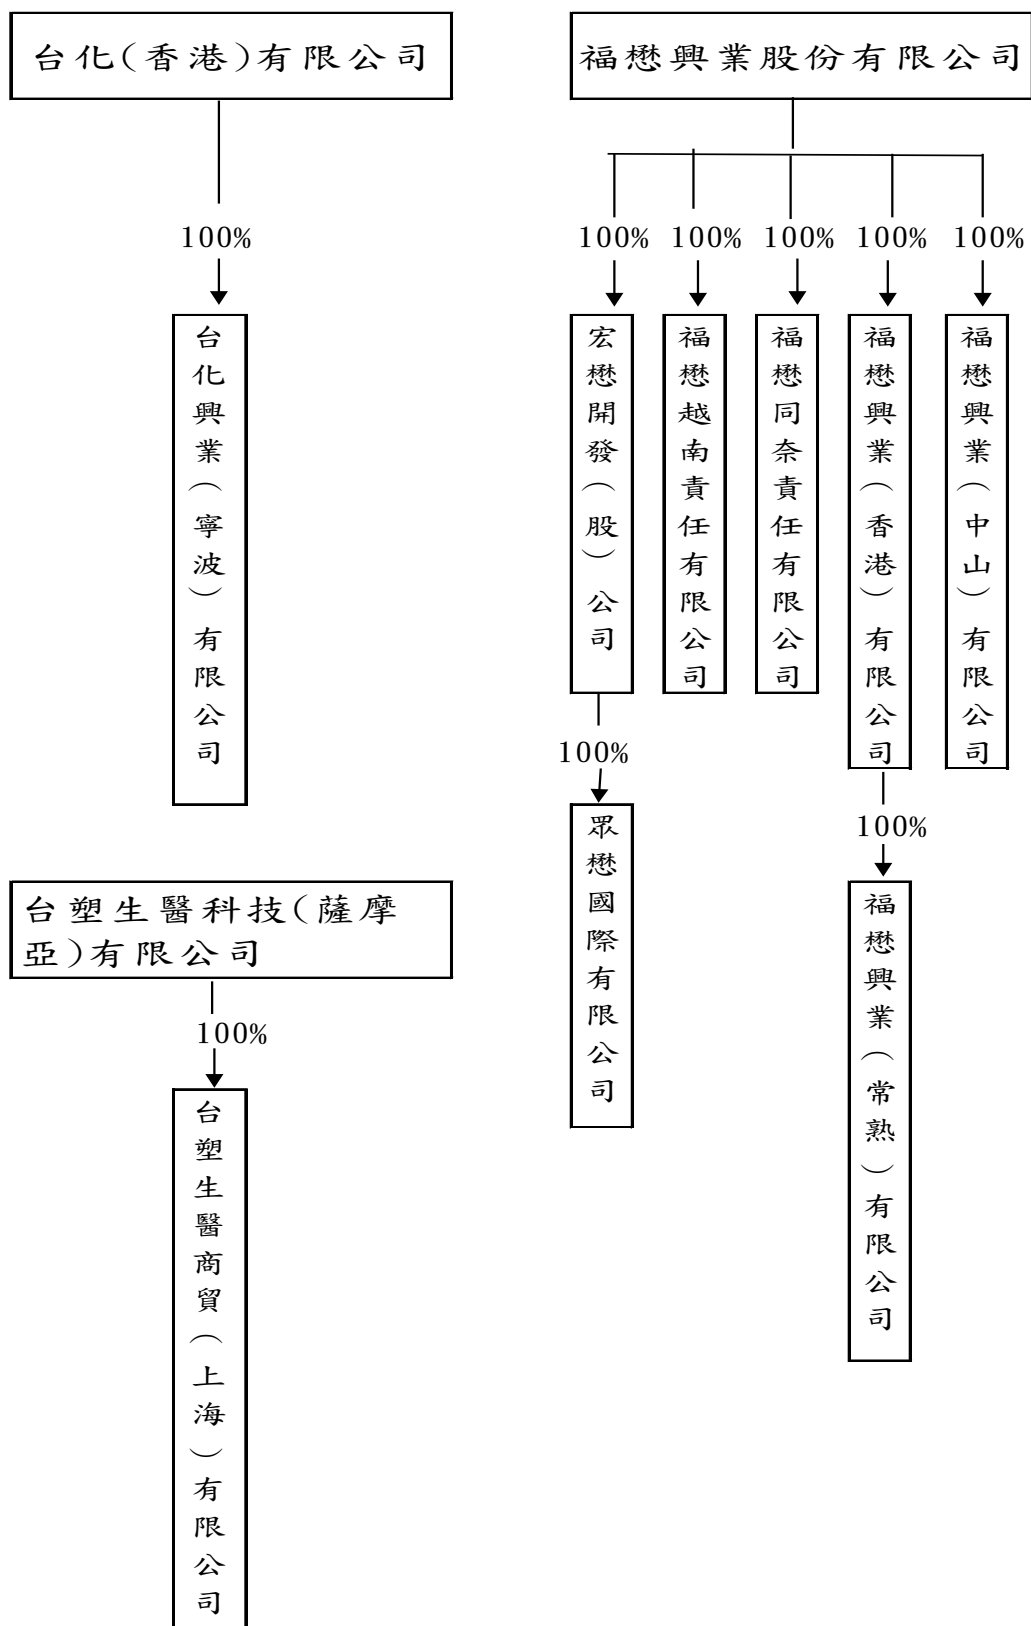 台化(香港)有限公司
100%
台化興業(寧波)有限公司
福懋興業股份有限公司
100%
100%
100%
100%
100%
宏懋開發(股)公司
福懋越南責任有限公司
福懋同奈責任有限公司
福懋興業(香港)有限公司
福懋興業(中山)有限公司
100%
眾懋國際有限公司
100%
福懋興業(常熟)有限公司
台塑生醫科技(薩摩
亞)有限公司
100%
台塑生醫商貿(上海)有限公司